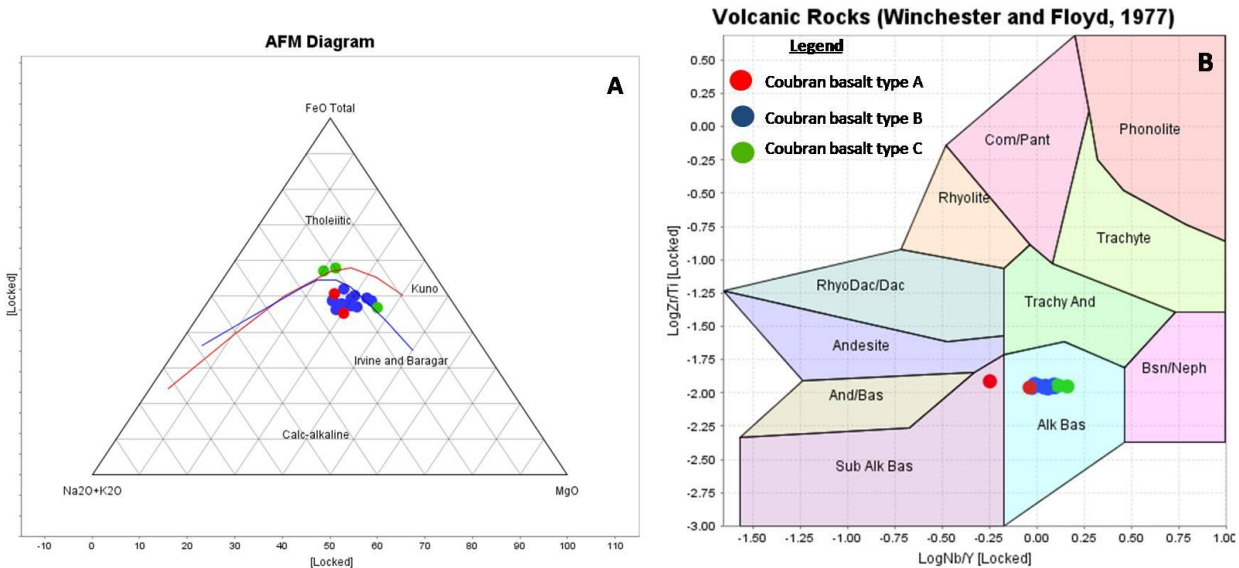 AFM Diagram
A
FeO Total
Tholeiitic
Kuno
Irvine and Baragar
Calc-alkaline
Na2O+K2O
MgO
[Locked]
-10 0 10 20 30 40 50 60 70 80 90 100 110
[Locked]
Volcanic Rocks (Winchester and Floyd, 1977)
Legend
B
Coubran basalt type A
Coubran basalt type B
Coubran basalt type C
Com/Pant
Phonolite
Rhyolite
Trachyte
RhyoDac/Dac
Trachy And
Andesite
Bsn/Neph
And/Bas
Alk Bas
Sub Alk Bas
LogZr/Ti [Locked]
0.50
0.25
0.00
-0.25
-0.50
-0.75
-1.00
-1.25
-1.50
-1.75
-2.00
-2.25
-2.50
-2.75
-3.00
-1.50 -1.25 -1.00 -0.75 -0.50 -0.25 0.00 0.25 0.50 0.75 1.00
LogNb/Y [Locked]